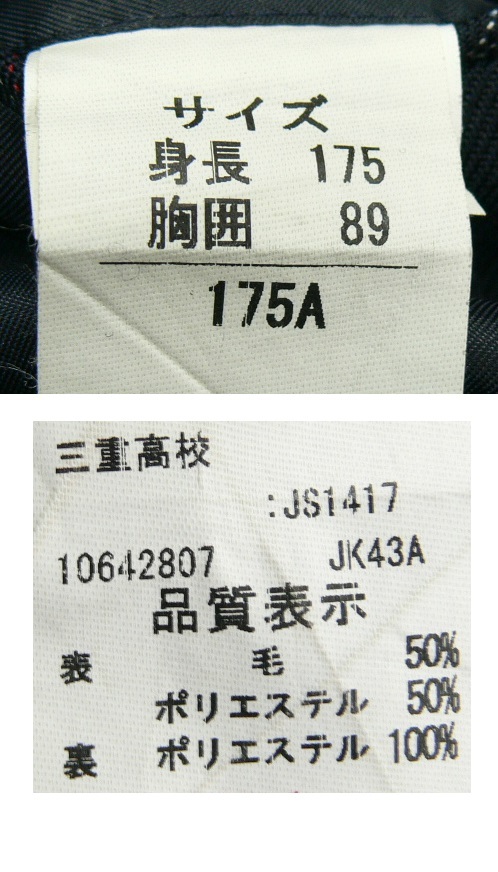 サイズ
身長 175
胸囲 89
175A
三重高校
:JS1417
10642807 JK43A
品質表示
表 毛 50%
ポリエステル 50%
裏 ポリエステル 100%